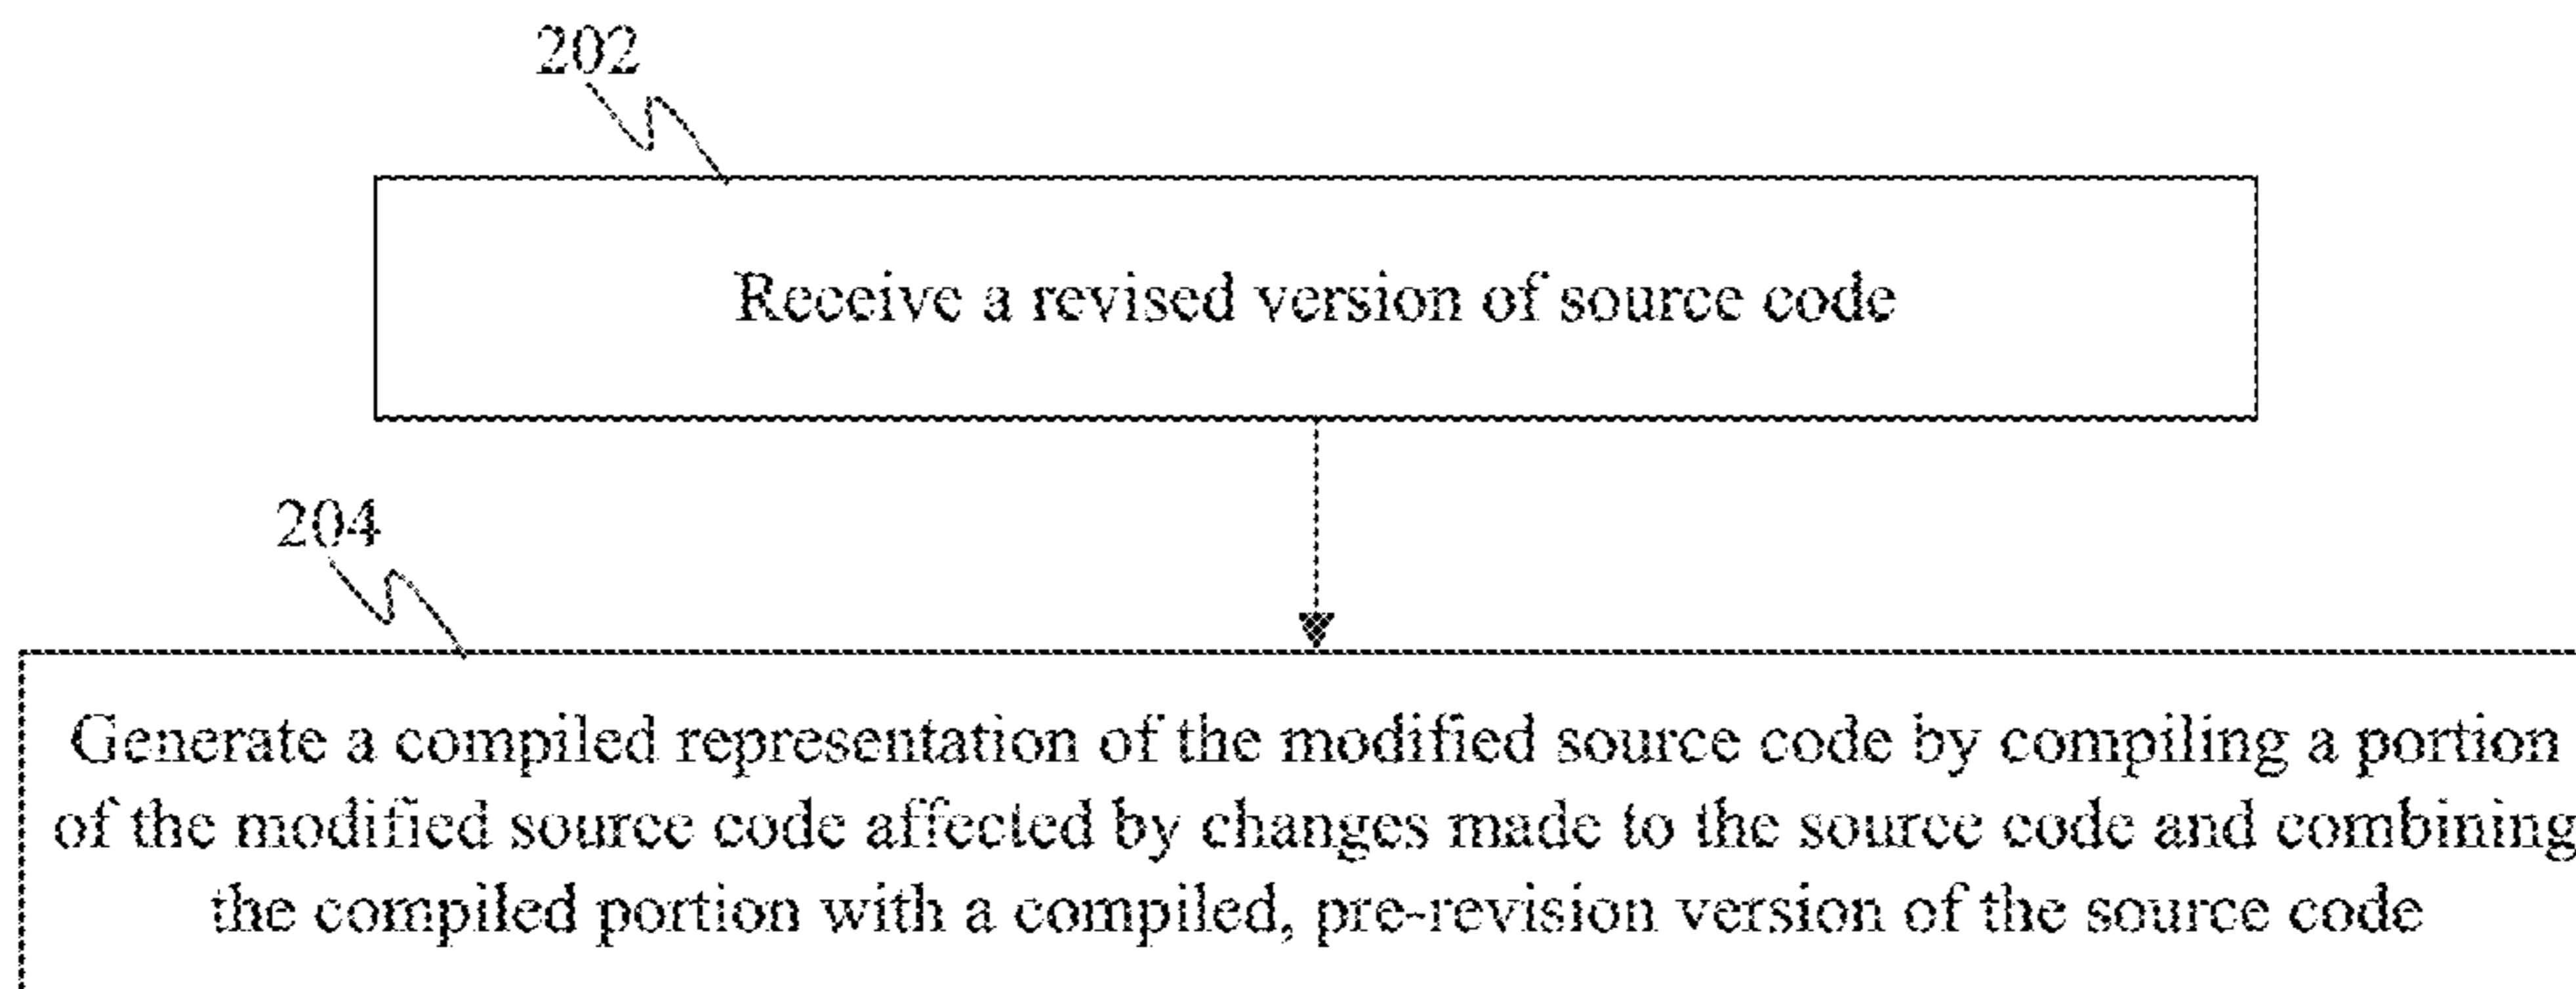 202
Receive a revised version of source code
204
Generate a compiled representation of the modified source code by compiling a portion
of the modified source code affected by changes made to the source code and combining
the compiled portion with a compiled, pre-revision version of the source code